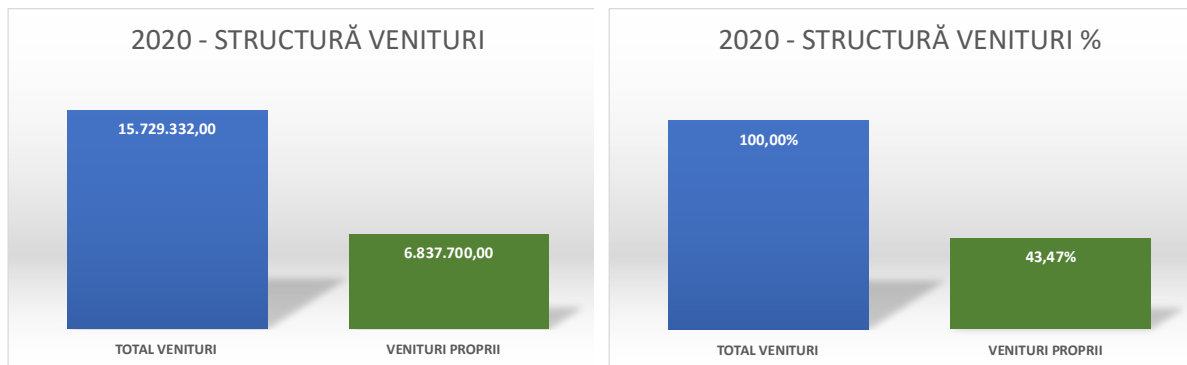 2020 - STRUCTURĂ VENITURI
15.729.332,00
6.837.700,00
TOTAL VENITURI
VENITURI PROPRII
2020 - STRUCTURĂ VENITURI %
100,00%
43,47%
TOTAL VENITURI
VENITURI PROPRII